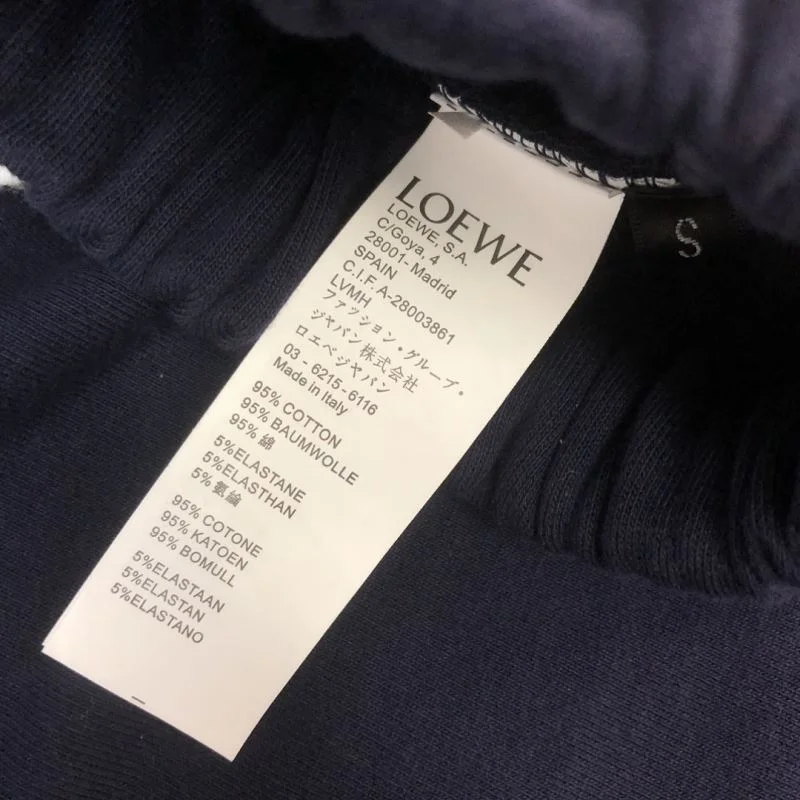 LOEWE
LOEWE, S.A.
C/Goya, 4
28001- Madrid
SPAIN
C.I.F. A-28003861
LVMH
ファッション・グループ・
ジャパン株式会社
ロエベジャパン
03 - 6215-6116
Made in Italy
95% COTTON
95% BAUMWOLLE
95% 綿
5%ELASTANE
5%ELASTHAN
5% 氨綸
95% COTONE
95% KATOEN
95% BOMULL
5%ELASTAAN
5%ELASTAN
5%ELASTANO
S